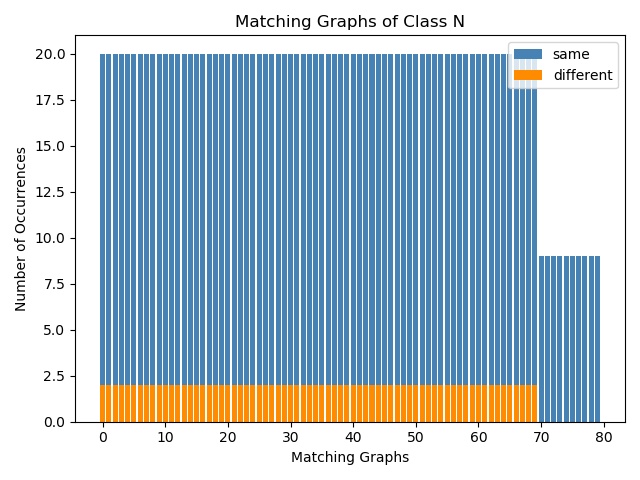 Matching Graphs of Class N
same
different
Number of Occurrences
20.0
17.5
15.0
12.5
10.0
7.5
5.0
2.5
0.0
0 10 20 30 40 50 60 70 80
Matching Graphs